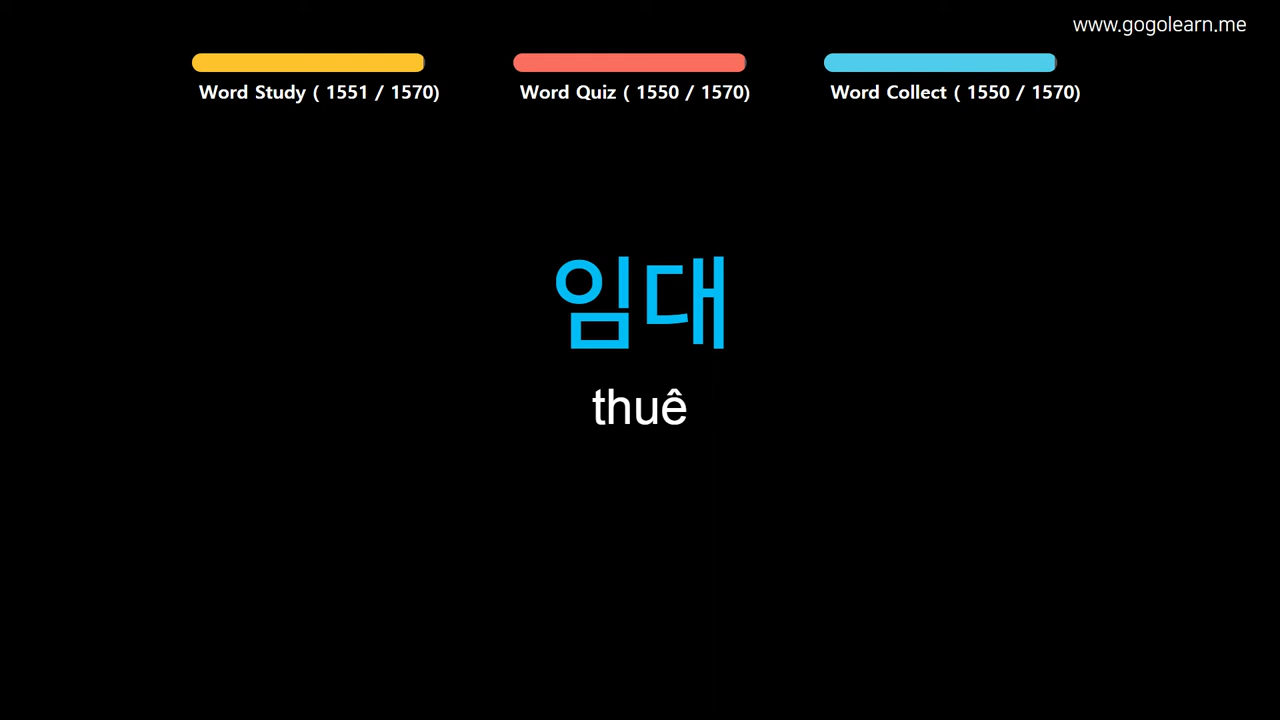 www.gogolearn.me
Word Study ( 1551 / 1570)
Word Quiz ( 1550 / 1570)
Word Collect ( 1550 / 1570)
임대
thuê